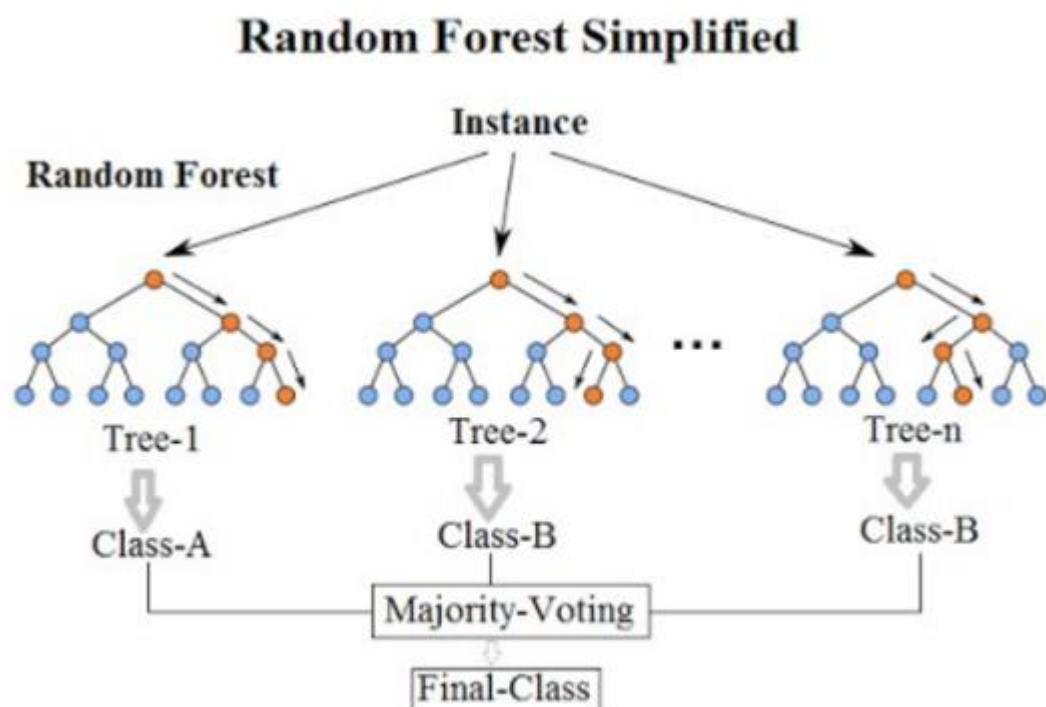 Random Forest Simplified
Instance
Random Forest
...
Tree-1
Tree-2
Tree-n
Class-A
Class-B
Class-B
Majority-Voting
Final-Class